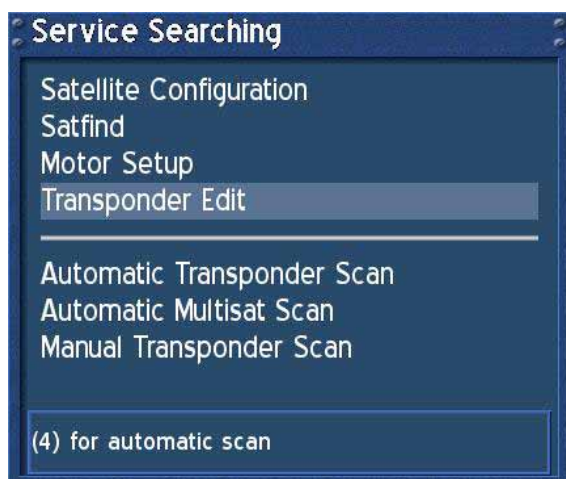 Service Searching
Satellite Configuration
Satfind
Motor Setup
Transponder Edit
Automatic Transponder Scan
Automatic Multisat Scan
Manual Transponder Scan
(4) for automatic scan